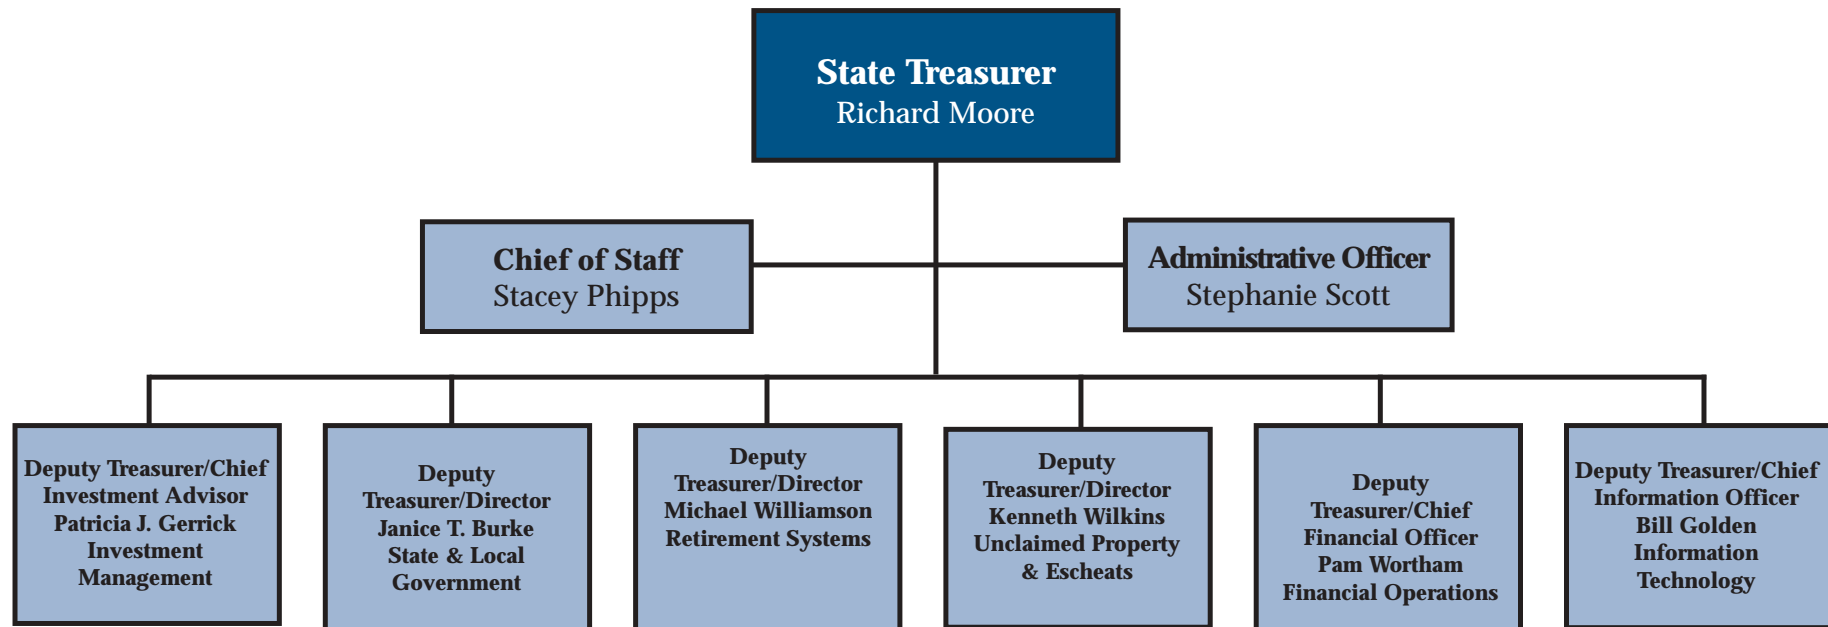 State Treasurer
Richard Moore
Chief of Staff
Stacey Phipps
Administrative Officer
Stephanie Scott
Deputy Treasurer/Chief
Investment Advisor
Patricia J. Gerrick
Investment
Management
Deputy
Treasurer/Director
Janice T. Burke
State & Local
Government
Deputy
Treasurer/Director
Michael Williamson
Retirement Systems
Deputy
Treasurer/Director
Kenneth Wilkins
Unclaimed Property
& Escheats
Deputy
Treasurer/Chief
Financial Officer
Pam Wortham
Financial Operations
Deputy Treasurer/Chief
Information Officer
Bill Golden
Information
Technology